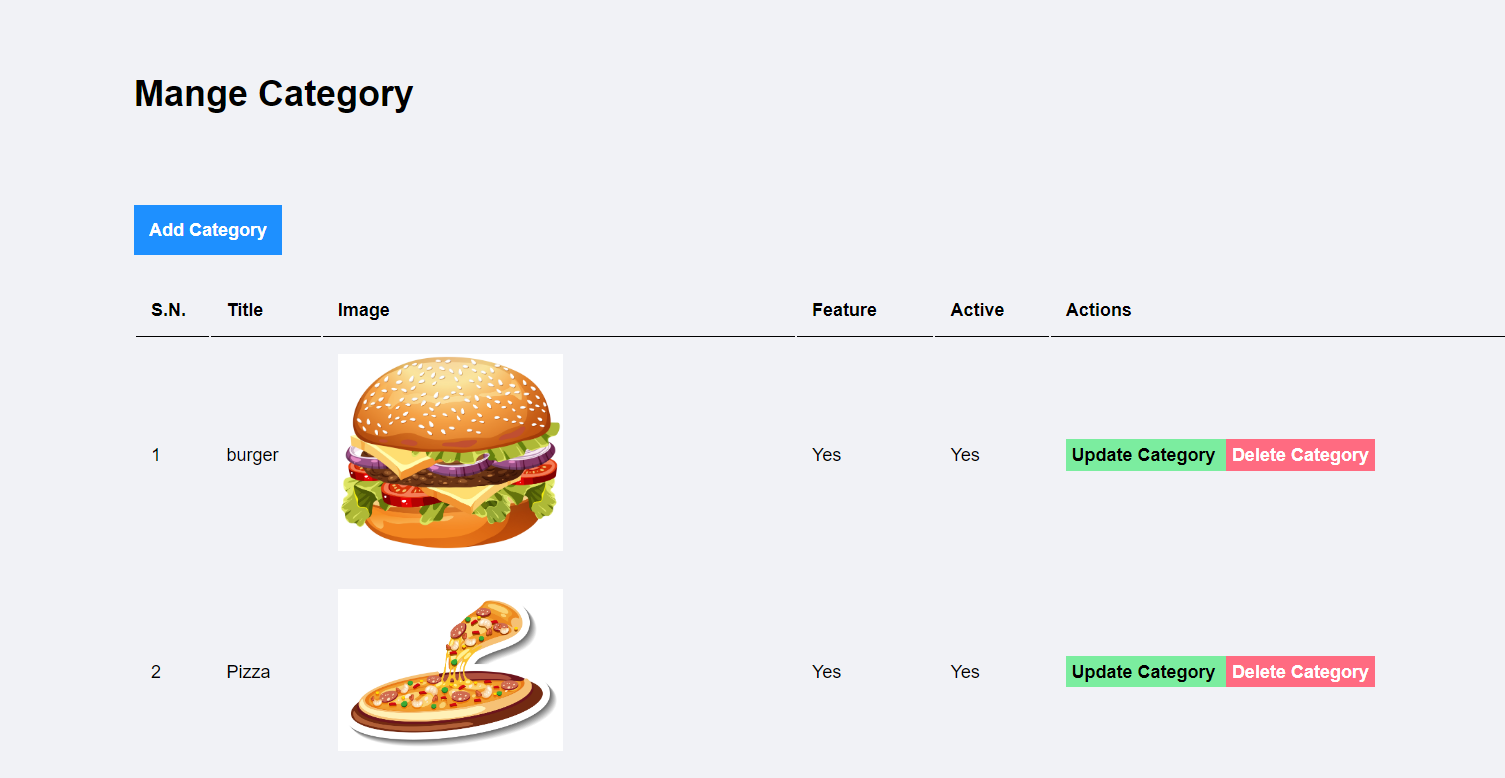 Mange Category
Add Category
S.N. Title Image Feature Active Actions
1 burger Yes Yes Update Category Delete Category
2 Pizza Yes Yes Update Category Delete Category